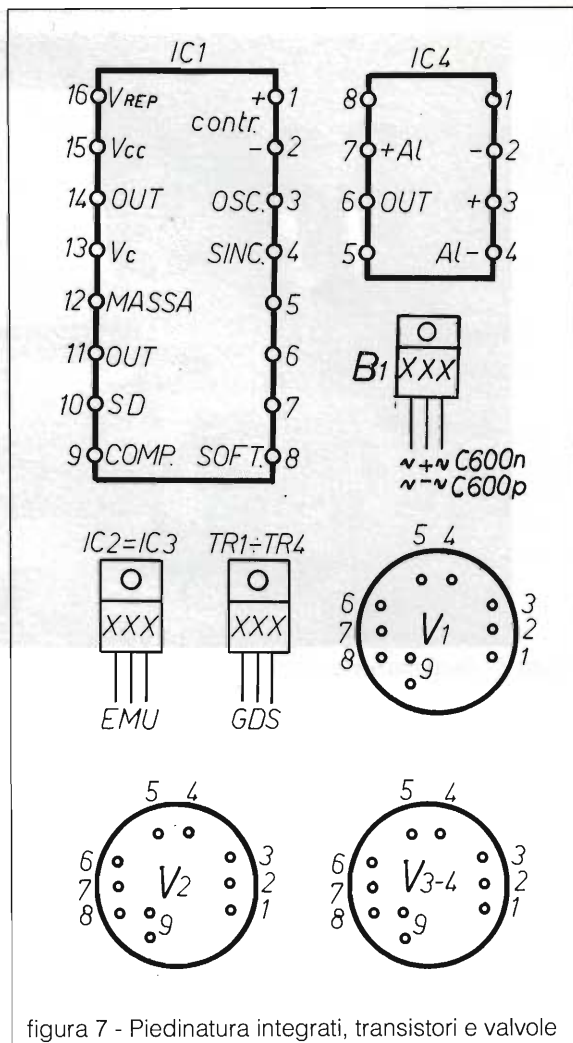 IC1
16 VREP + 1
contr.
15 Vcc - 2
14 OUT OSC. 3
13 Vc SINC. 4
12 MASSA 5
11 OUT 6
10 SD 7
9 COMP. SOFT. 8
IC4
8 1
7 +Al - 2
6 OUT + 3
5 Al- 4
B1 XXX
~+~ C600n
~-~ C600p
IC2=IC3
XXX
EMU
TR1÷TR4
XXX
GDS
5 4
6 3
7 V1 2
8 9 1
5 4
6 3
7 V2 2
8 9 1
5 4
6 3
7 V3-4 2
8 9 1
figura 7 - Piedinatura integrati, transistori e valvole